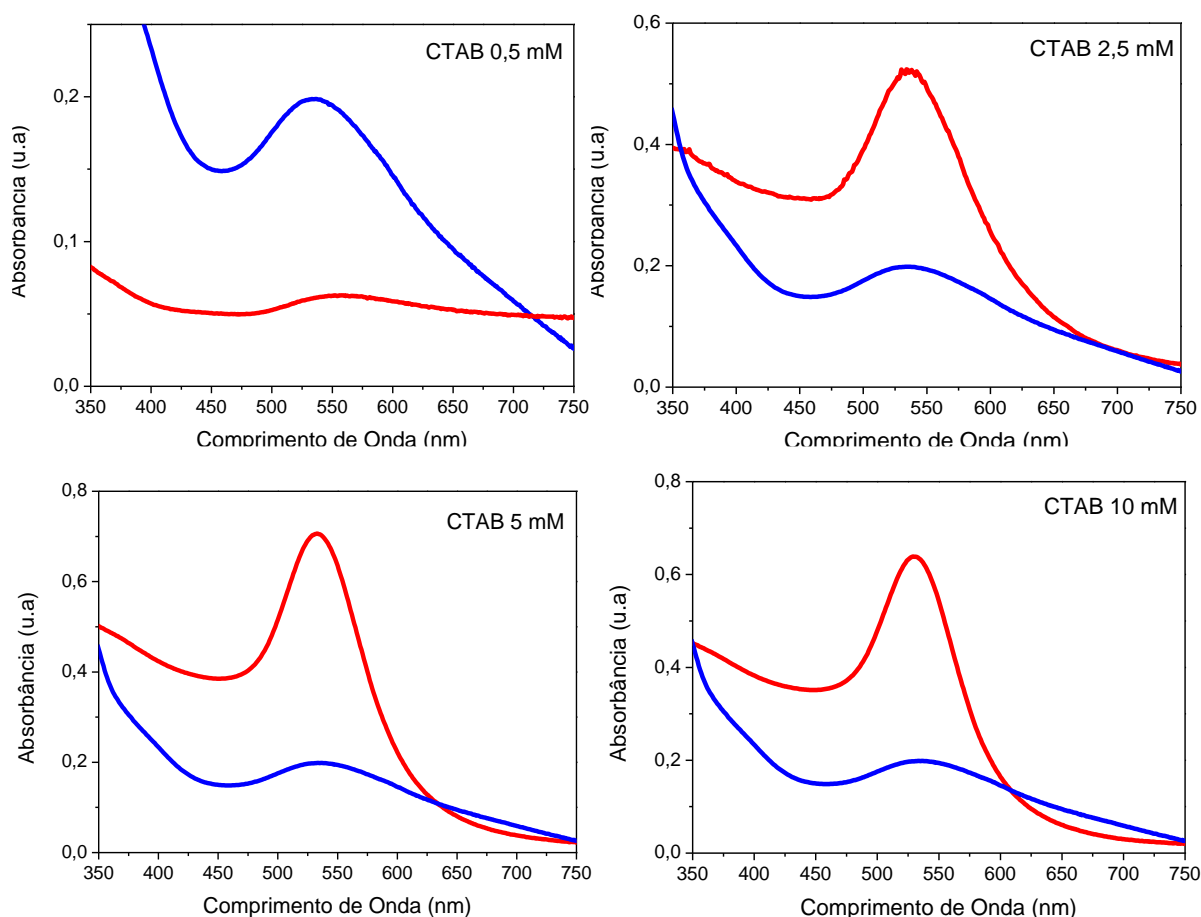 CTAB 0,5 mM
0,2
0,1
0,0
Absorbancia (u.a)
350 400 450 500 550 600 650 700 750
Comprimento de Onda (nm)
CTAB 2,5 mM
0,6
0,4
0,2
0,0
Absorbancia (u.a)
350 400 450 500 550 600 650 700 750
Comprimento de Onda (nm)
CTAB 5 mM
0,8
0,6
0,4
0,2
0,0
Absorbância (u.a)
350 400 450 500 550 600 650 700 750
Comprimento de Onda (nm)
CTAB 10 mM
0,8
0,6
0,4
0,2
0,0
Absorbância (u.a)
350 400 450 500 550 600 650 700 750
Comprimento de Onda (nm)